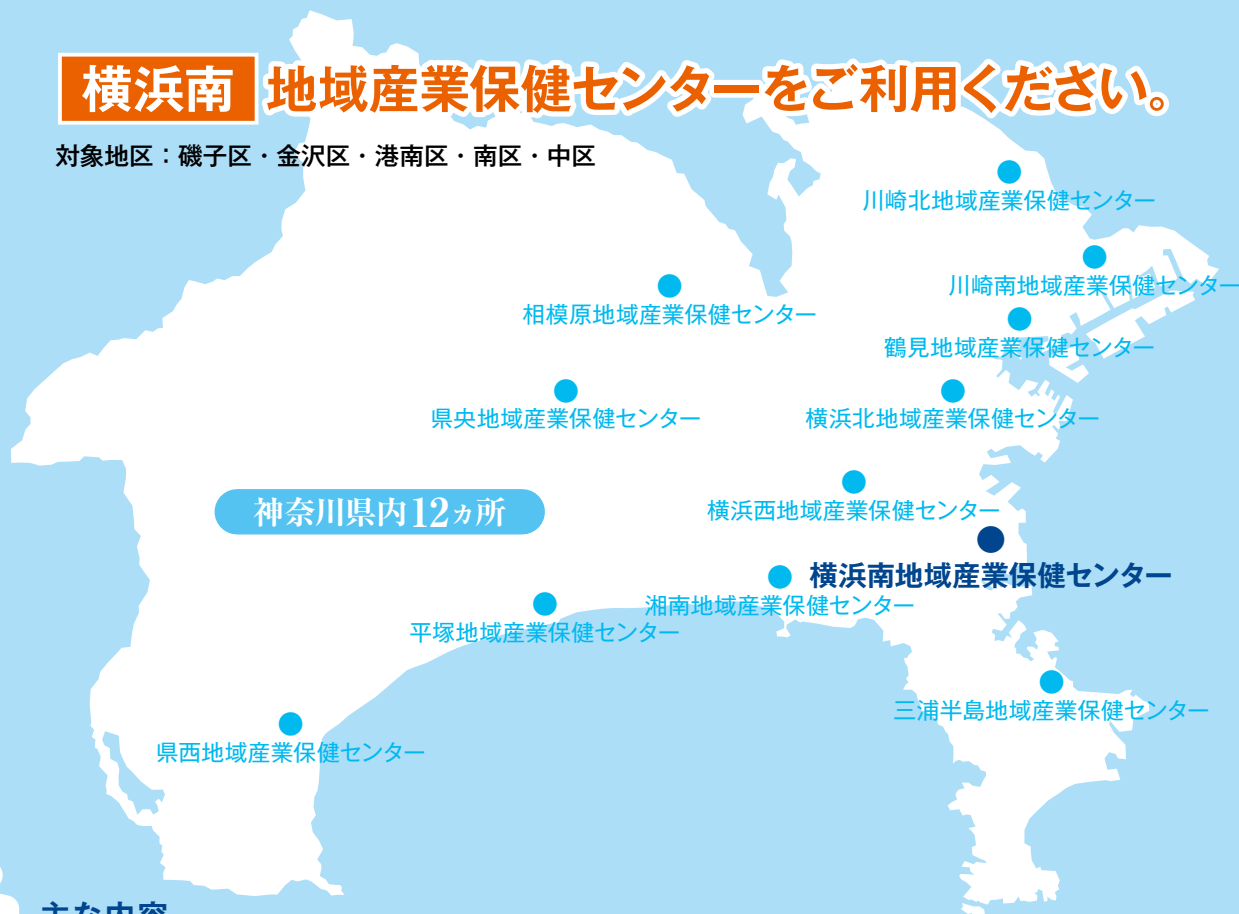 横浜南 地域産業保健センターをご利用ください。
対象地区：磯子区・金沢区・港南区・南区・中区
川崎北地域産業保健センター
川崎南地域産業保健センター
相模原地域産業保健センター
鶴見地域産業保健センター
県央地域産業保健センター
横浜北地域産業保健センター
神奈川県内12ヵ所
横浜西地域産業保健センター
横浜南地域産業保健センター
湘南地域産業保健センター
平塚地域産業保健センター
三浦半島地域産業保健センター
県西地域産業保健センター
主な内容